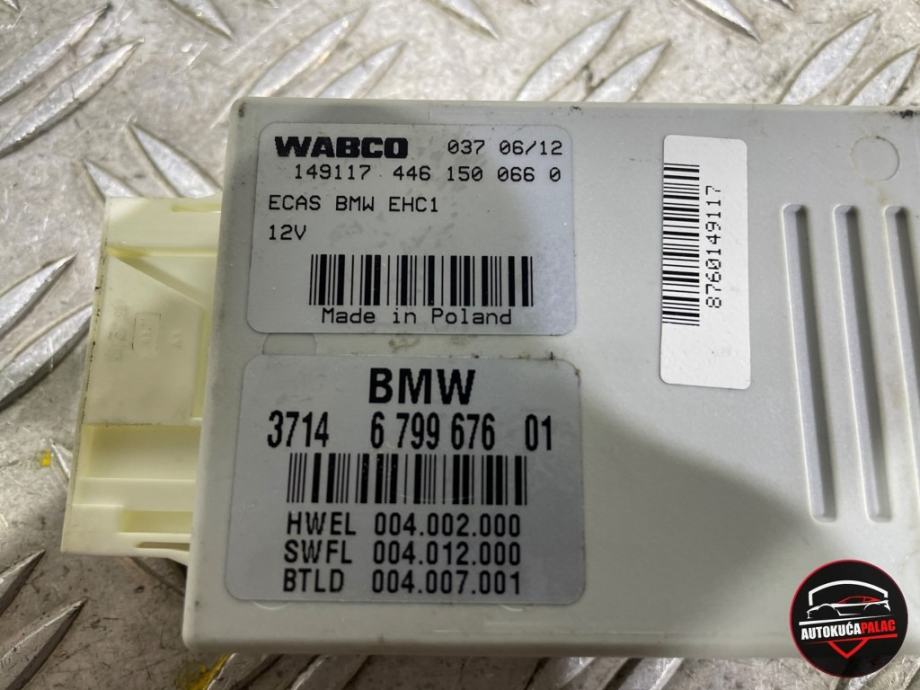 WABCO 037 06/12
149117 446 150 066 0
ECAS BMW EHC1
12V
Made in Poland
8760149117
BMW
3714 6 799 676 01
HWEL 004.002.000
SWFL 004.012.000
BTLD 004.007.001
AUTOKUĆAPALAC